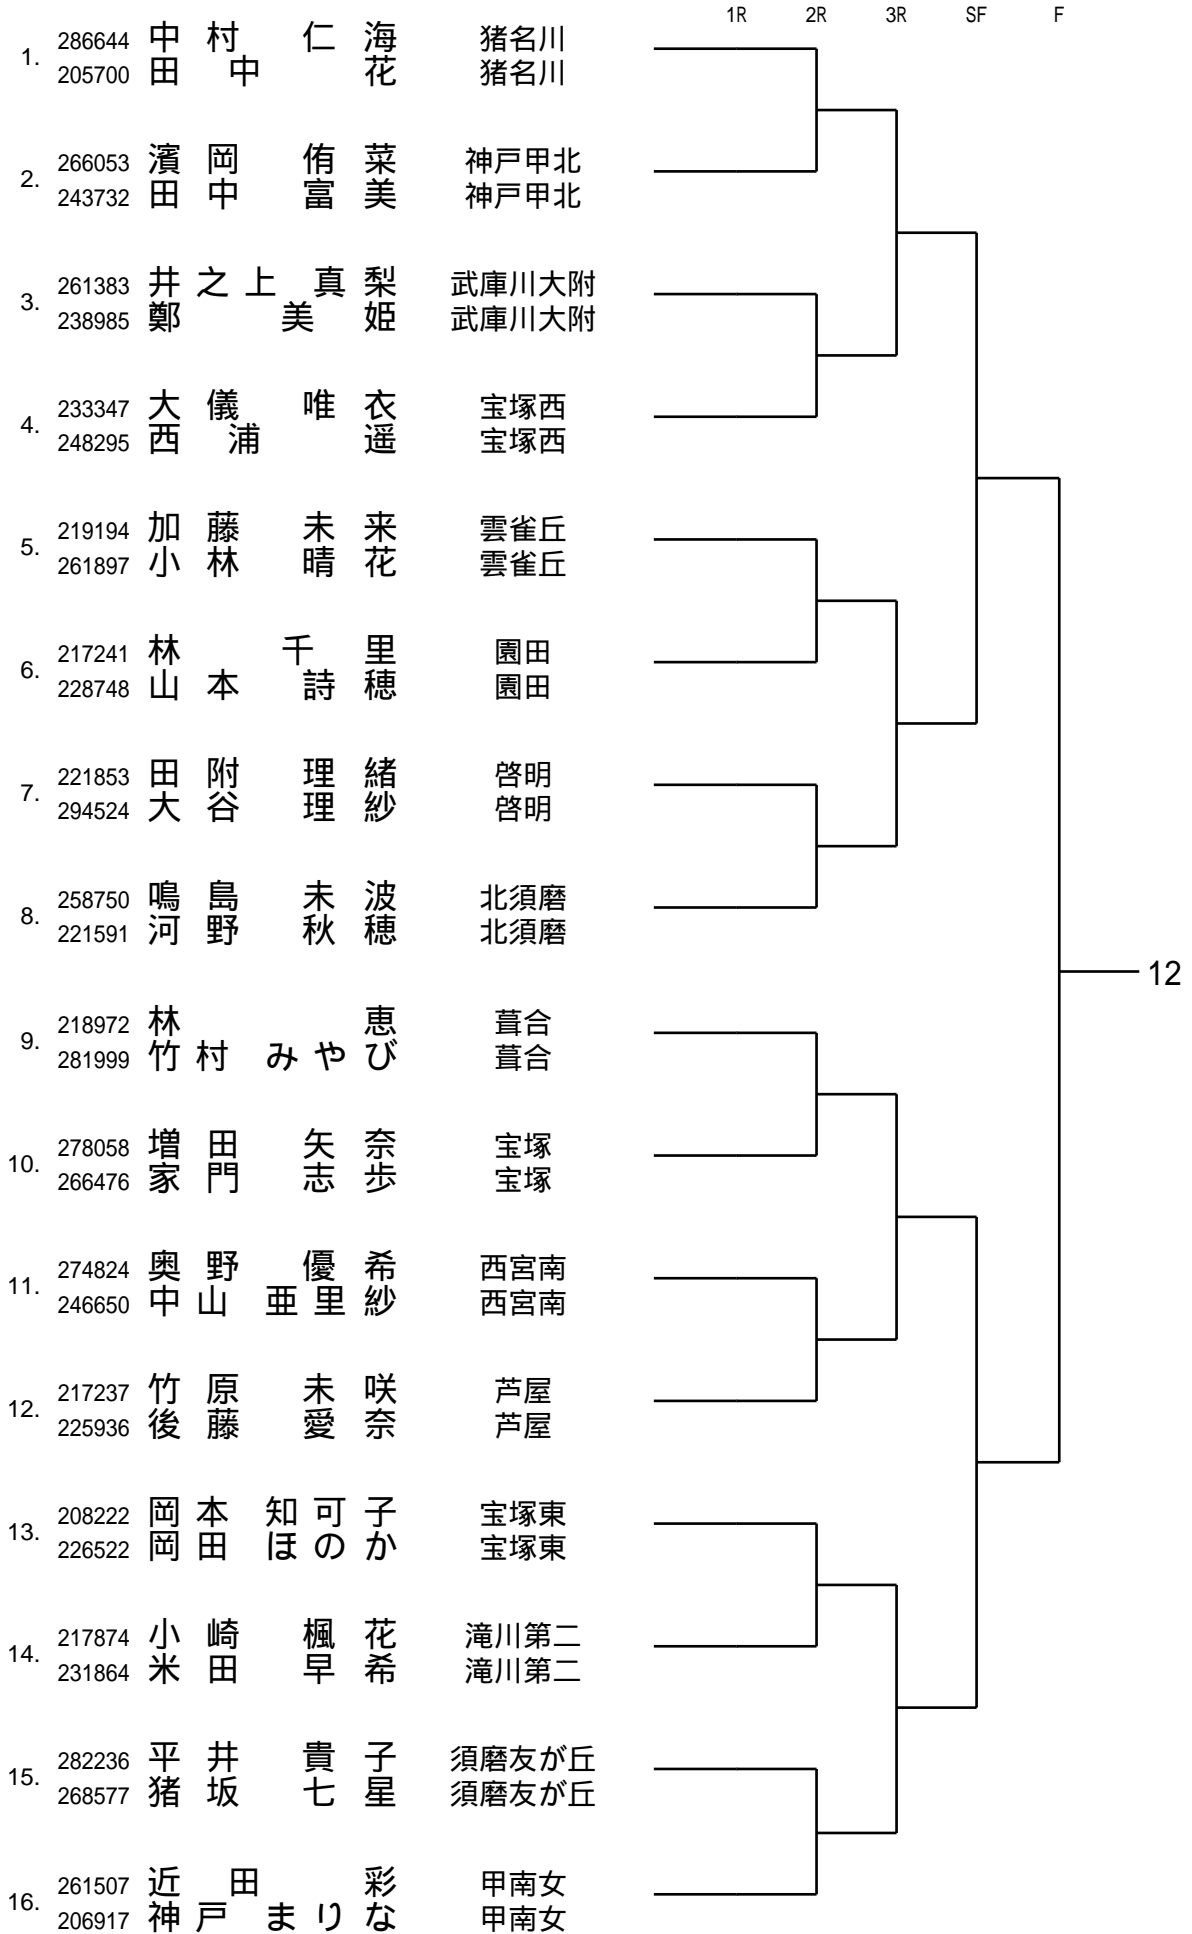 1R 2R 3R SF F
1. 286644 中村 仁海 猪名川
205700 田中 花 猪名川
2. 266053 濱岡 侑菜 神戸甲北
243732 田中 富美 神戸甲北
3. 261383 井之上 真梨 武庫川大附
238985 鄭 美姫 武庫川大附
4. 233347 大儀 唯衣 宝塚西
248295 西浦 遥 宝塚西
5. 219194 加藤 未来 雲雀丘
261897 小林 晴花 雲雀丘
6. 217241 林 千里 園田
228748 山本 詩穂 園田
7. 221853 田附 理緒 啓明
294524 大谷 理紗 啓明
8. 258750 鳴島 未波 北須磨
221591 河野 秋穂 北須磨
12
9. 218972 林 恵 葺合
281999 竹村 みやび 葺合
10. 278058 増田 矢奈 宝塚
266476 家門 志歩 宝塚
11. 274824 奥野 優希 西宮南
246650 中山 亜里紗 西宮南
12. 217237 竹原 未咲 芦屋
225936 後藤 愛奈 芦屋
13. 208222 岡本 知可子 宝塚東
226522 岡田 ほのか 宝塚東
14. 217874 小崎 楓花 滝川第二
231864 米田 早希 滝川第二
15. 282236 平井 貴子 須磨友が丘
268577 猪坂 七星 須磨友が丘
16. 261507 近田 彩 甲南女
206917 神戸 まりな 甲南女